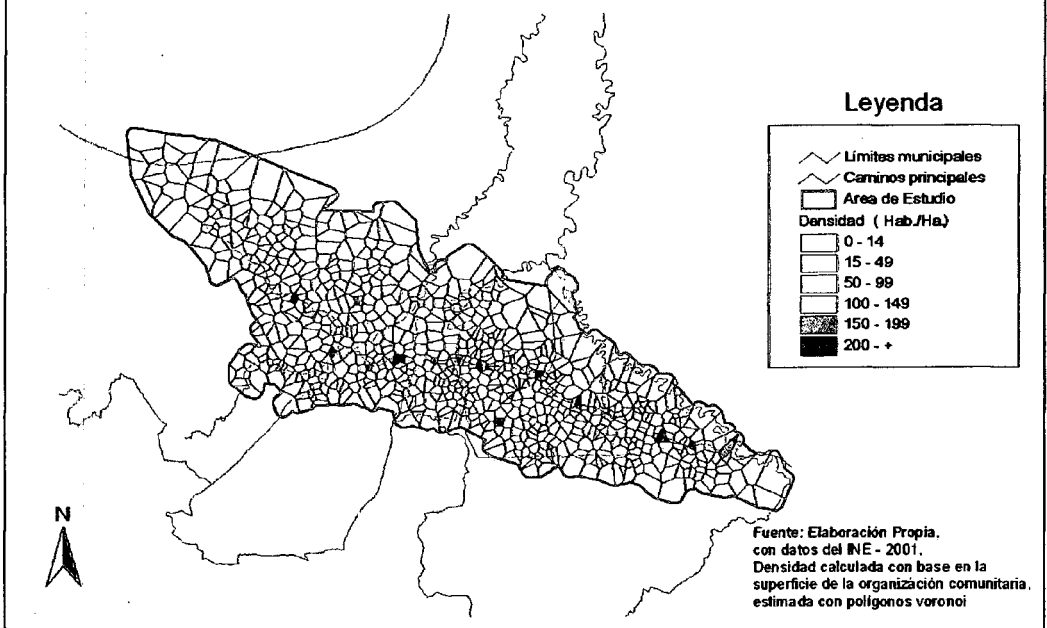 Leyenda
Límites municipales
Caminos principales
Area de Estudio
Densidad ( Hab./Ha.)
0 - 14
15 - 49
50 - 99
100 - 149
150 - 199
200 - +
N
Fuente: Elaboración Propia,
con datos del INE - 2001,
Densidad calculada con base en la
superficie de la organización comunitaria,
estimada con polígonos voronoi